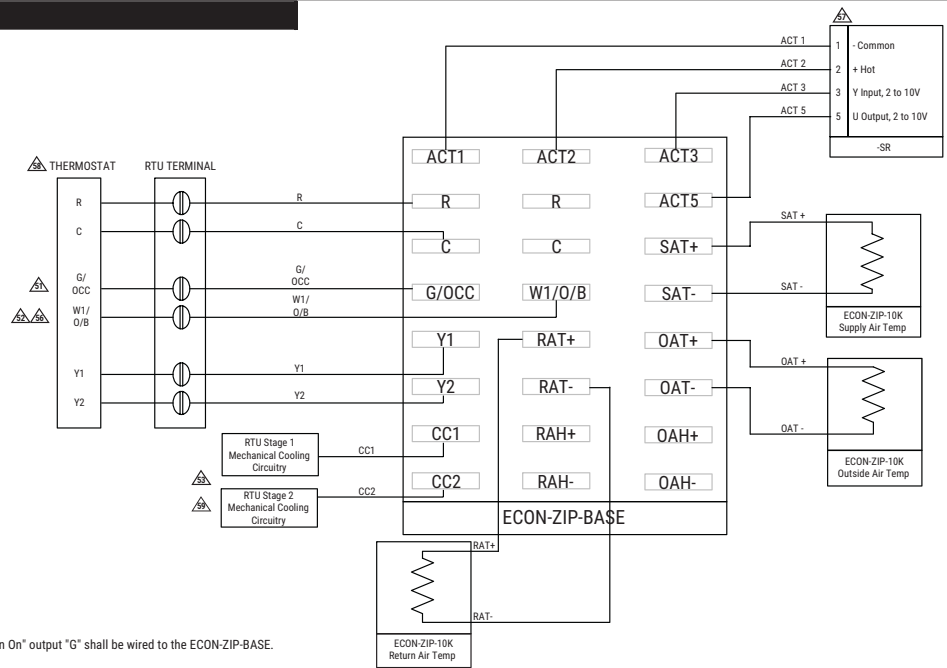 57
ACT 1
1 - Common
ACT 2
2 + Hot
ACT 3
3 Y Input, 2 to 10V
ACT 5
5 U Output, 2 to 10V
-SR
58 THERMOSTAT
RTU TERMINAL
R
R
C
C
51
G/
OCC
G/
OCC
52 56
W1/
O/B
W1/
O/B
Y1
Y1
Y2
Y2
RTU Stage 1
Mechanical Cooling
Circuitry
CC1
53
59
RTU Stage 2
Mechanical Cooling
Circuitry
CC2
ACT1 ACT2 ACT3
R R ACT5
C C SAT+
G/OCC W1/O/B SAT-
Y1 RAT+ OAT+
Y2 RAT- OAT-
CC1 RAH+ OAH+
CC2 RAH- OAH-
ECON-ZIP-BASE
SAT +
SAT -
ECON-ZIP-10K
Supply Air Temp
OAT +
OAT -
ECON-ZIP-10K
Outside Air Temp
RAT+
RAT-
ECON-ZIP-10K
Return Air Temp
n On" output "G" shall be wired to the ECON-ZIP-BASE.